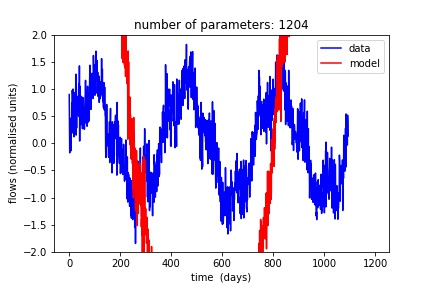 number of parameters: 1204
2.0
1.5
1.0
0.5
0.0
−0.5
−1.0
−1.5
−2.0
flows (normalised units)
data
model
0 200 400 600 800 1000 1200
time (days)